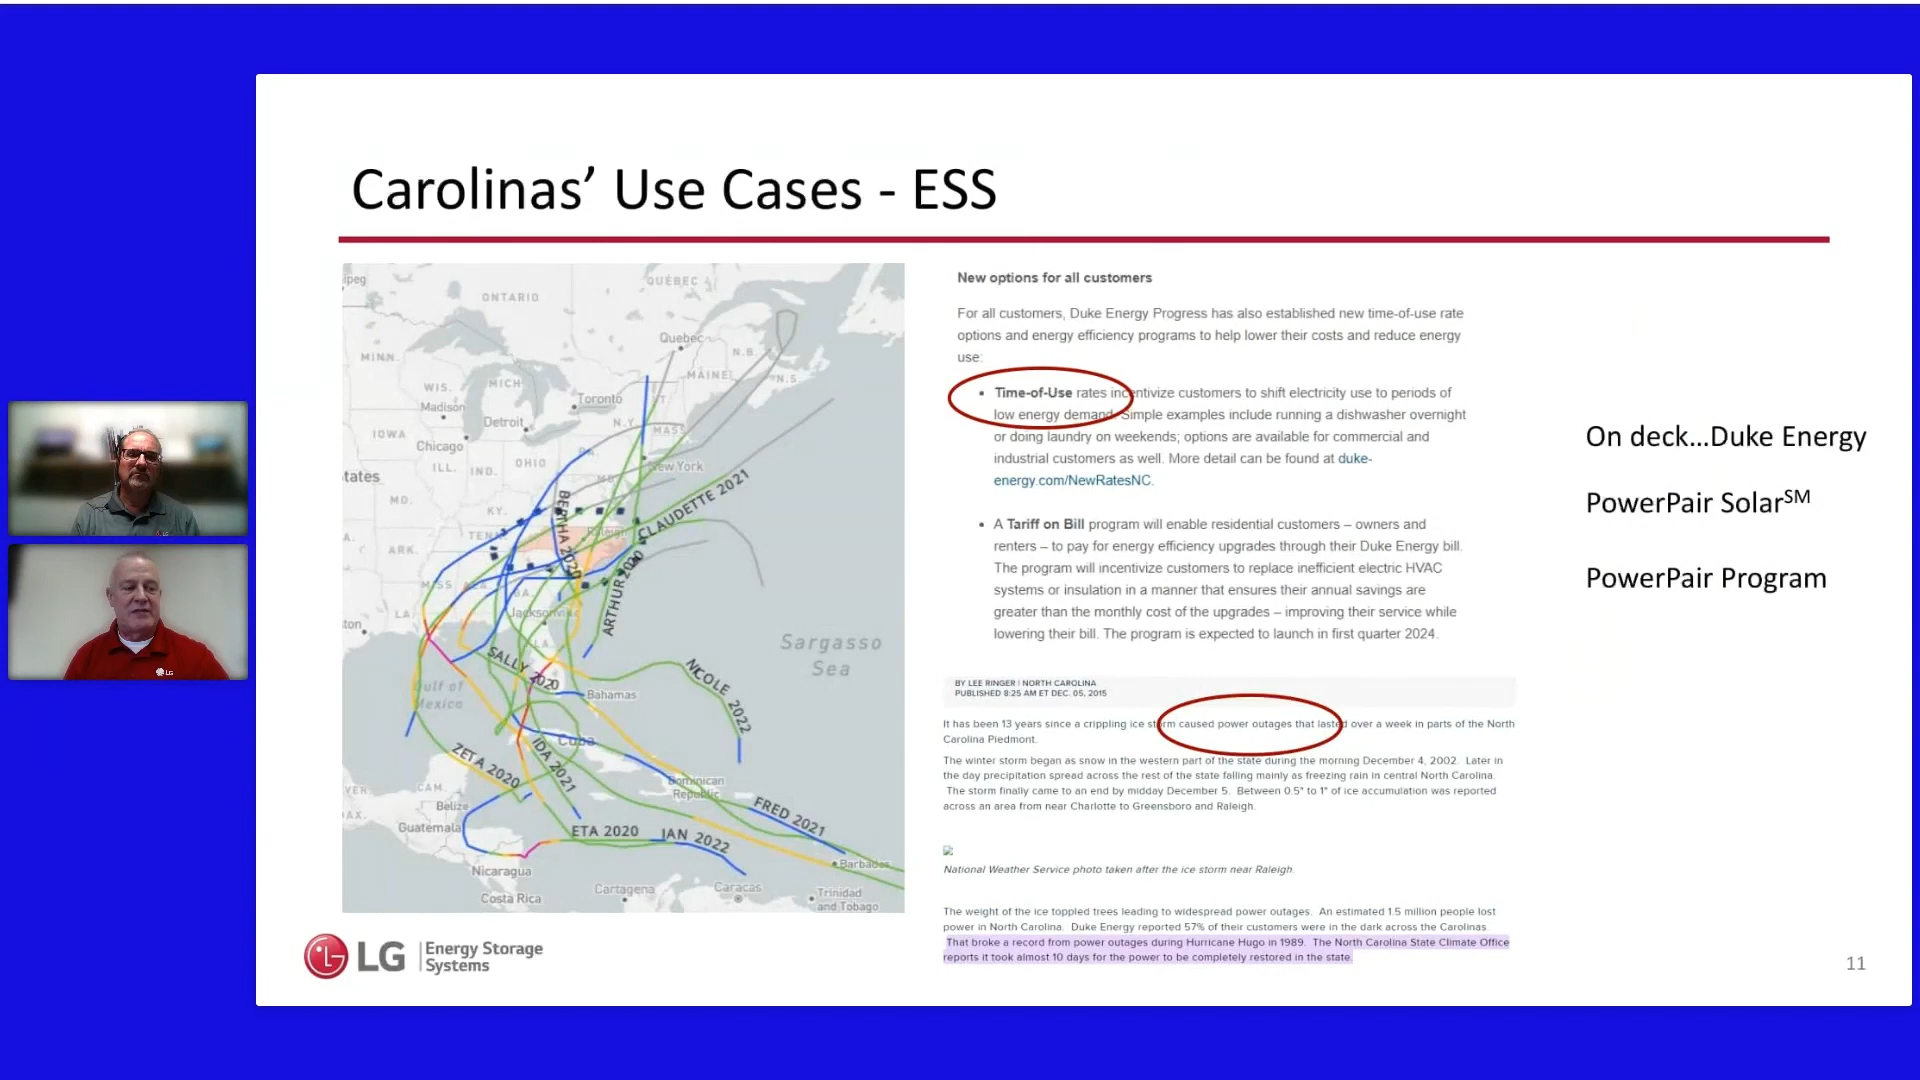 Carolinas’ Use Cases - ESS
QUÉBEC
ONTARIO
Quebec
MINN.
N.B.
MAINE
N.S.
WIS.
MICH
Toronto
Madison
Detroit
N.Y.
MASS
IOWA
Chicago
ILL.
IND.
OHIO
New York
tates
MO.
KY.
BERTHA 2020
CLAUDETTE 2021
TENN
Raleigh
ARK.
MISS
ARTHUR 2020
LA
Jacksonville
ton
Sargasso
Sea
SALLY 2020
NICOLE 2022
Gulf of
Mexico
Bahamas
Cuba
ZETA 2020
IDA 2021
Dominican
Republic
CAM.
Belize
FRED 2021
Guatemala
ETA 2020
IAN 2022
Barbados
Nicaragua
Cartagena
Caracas
Costa Rica
Trinidad
and Tobago
New options for all customers
For all customers, Duke Energy Progress has also established new time-of-use rate
options and energy efficiency programs to help lower their costs and reduce energy
use:
• Time-of-Use rates incentivize customers to shift electricity use to periods of
low energy demand. Simple examples include running a dishwasher overnight
or doing laundry on weekends; options are available for commercial and
industrial customers as well. More detail can be found at duke-
energy.com/NewRatesNC.
• A Tariff on Bill program will enable residential customers – owners and
renters – to pay for energy efficiency upgrades through their Duke Energy bill.
The program will incentivize customers to replace inefficient electric HVAC
systems or insulation in a manner that ensures their annual savings are
greater than the monthly cost of the upgrades – improving their service while
lowering their bill. The program is expected to launch in first quarter 2024.
BY LEE RINGER | NORTH CAROLINA
PUBLISHED 8:25 AM ET DEC. 05, 2015
It has been 13 years since a crippling ice storm caused power outages that lasted over a week in parts of the North
Carolina Piedmont.
The winter storm began as snow in the western part of the state during the morning December 4, 2002. Later in
the day precipitation spread across the rest of the state falling mainly as freezing rain in central North Carolina.
The storm finally came to an end by midday December 5. Between 0.5" to 1" of ice accumulation was reported
across an area from near Charlotte to Greensboro and Raleigh.
National Weather Service photo taken after the ice storm near Raleigh.
The weight of the ice toppled trees leading to widespread power outages. An estimated 1.5 million people lost
power in North Carolina. Duke Energy reported 57% of their customers were in the dark across the Carolinas.
That broke a record from power outages during Hurricane Hugo in 1989. The North Carolina State Climate Office
reports it took almost 10 days for the power to be completely restored in the state.
On deck...Duke Energy
PowerPair Solar℠
PowerPair Program
LG
Energy Storage
Systems
11
LG